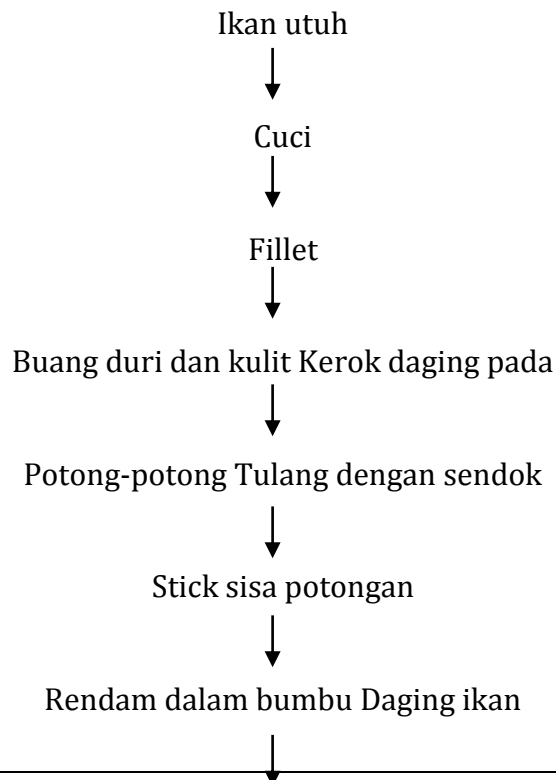 Ikan utuh
Cuci
Fillet
Buang duri dan kulit Kerok daging pada
Potong-potong Tulang dengan sendok
Stick sisa potongan
Rendam dalam bumbu Daging ikan